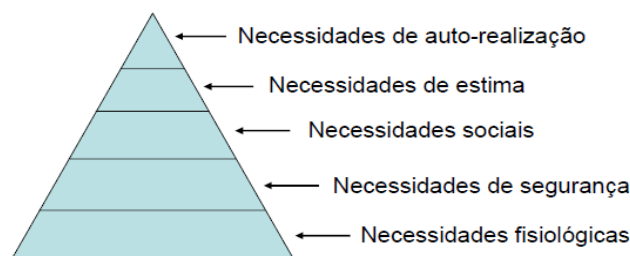 Necessidades de auto-realização
Necessidades de estima
Necessidades sociais
Necessidades de segurança
Necessidades fisiológicas